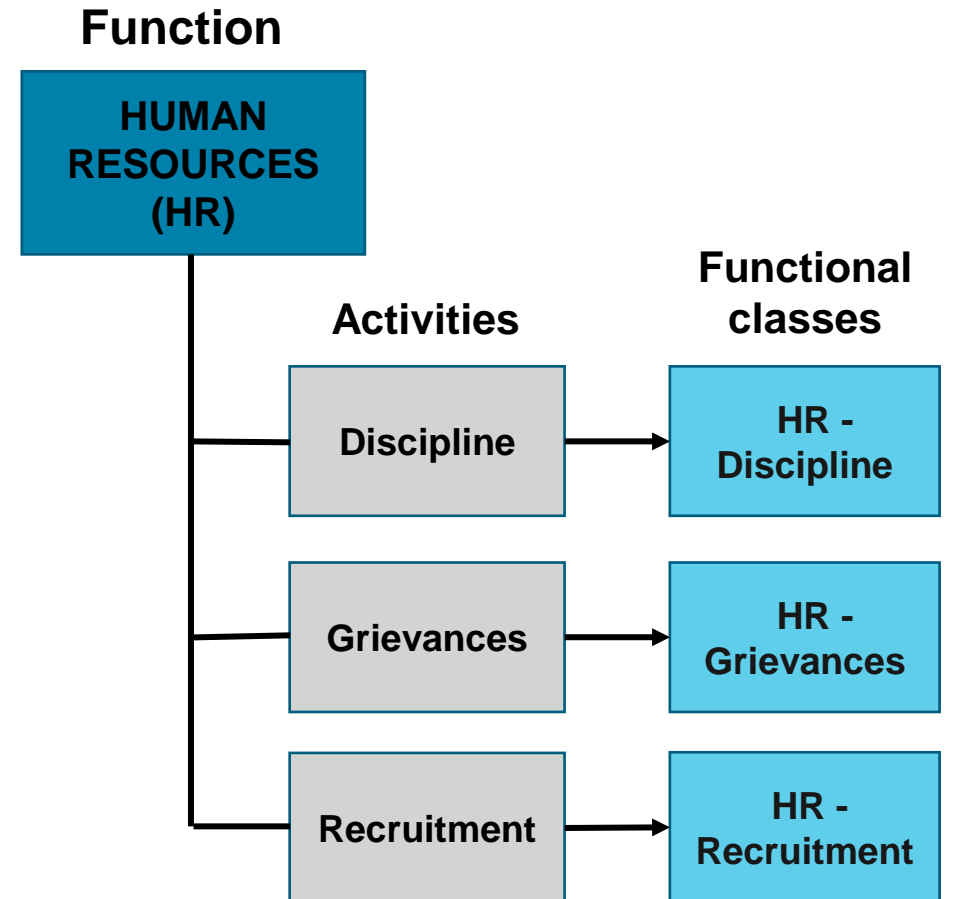 Function
HUMAN
RESOURCES
(HR)
Activities
Functional
classes
Discipline
HR -
Discipline
Grievances
HR -
Grievances
Recruitment
HR -
Recruitment